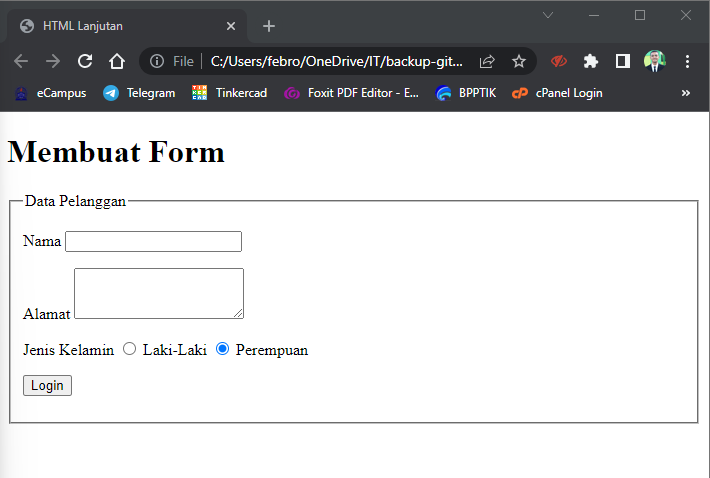 HTML Lanjutan
File C:/Users/febro/OneDrive/IT/backup-git...
eCampus Telegram Tinkercad Foxit PDF Editor - E... BPPTIK cPanel Login »
Membuat Form
Data Pelanggan
Nama
Alamat
Jenis Kelamin Laki-Laki Perempuan
Login